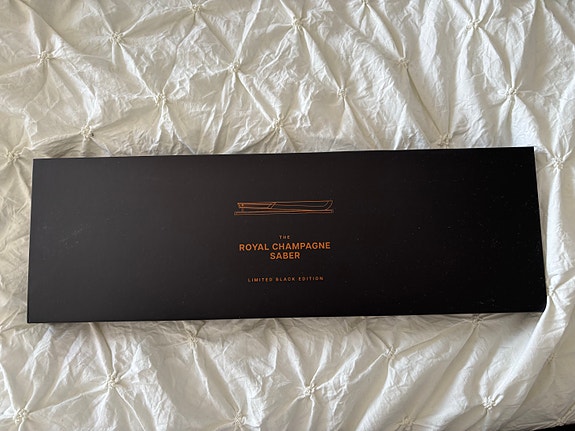 THE
ROYAL CHAMPAGNE
SABER
LIMITED BLACK EDITION